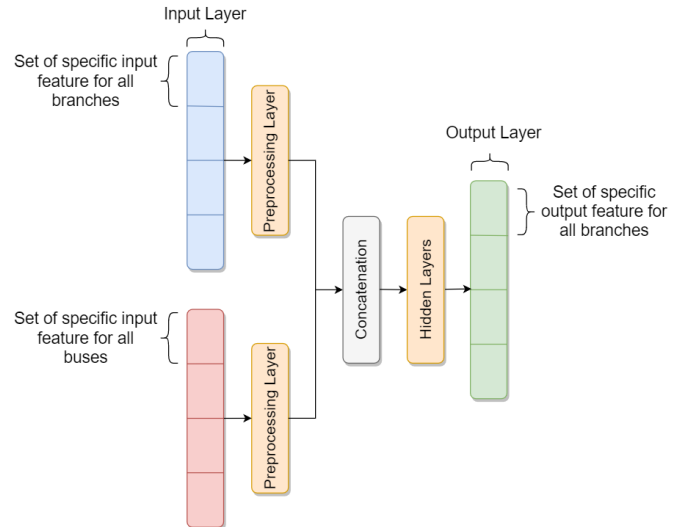 Input Layer
Set of specific input
feature for all
branches
Preprocessing Layer
Output Layer
Set of specific
output feature for
all branches
Concatenation
Hidden Layers
Set of specific input
feature for all
buses
Preprocessing Layer